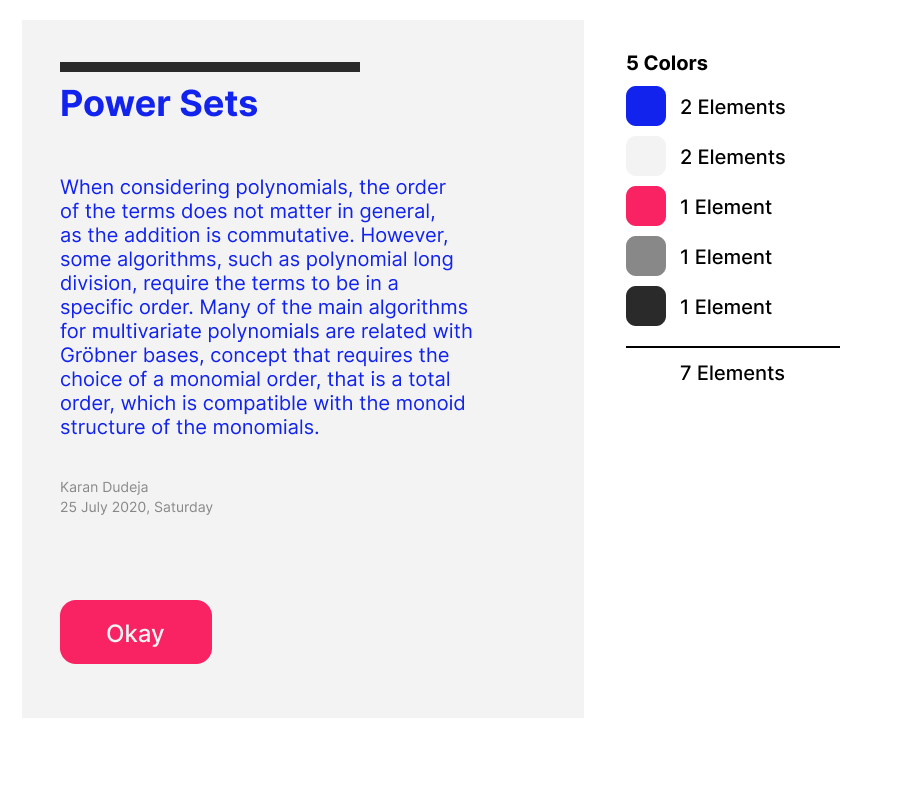 Power Sets
When considering polynomials, the order
of the terms does not matter in general,
as the addition is commutative. However,
some algorithms, such as polynomial long
division, require the terms to be in a
specific order. Many of the main algorithms
for multivariate polynomials are related with
Gröbner bases, concept that requires the
choice of a monomial order, that is a total
order, which is compatible with the monoid
structure of the monomials.
Karan Dudeja
25 July 2020, Saturday
Okay
5 Colors
2 Elements
2 Elements
1 Element
1 Element
1 Element
7 Elements